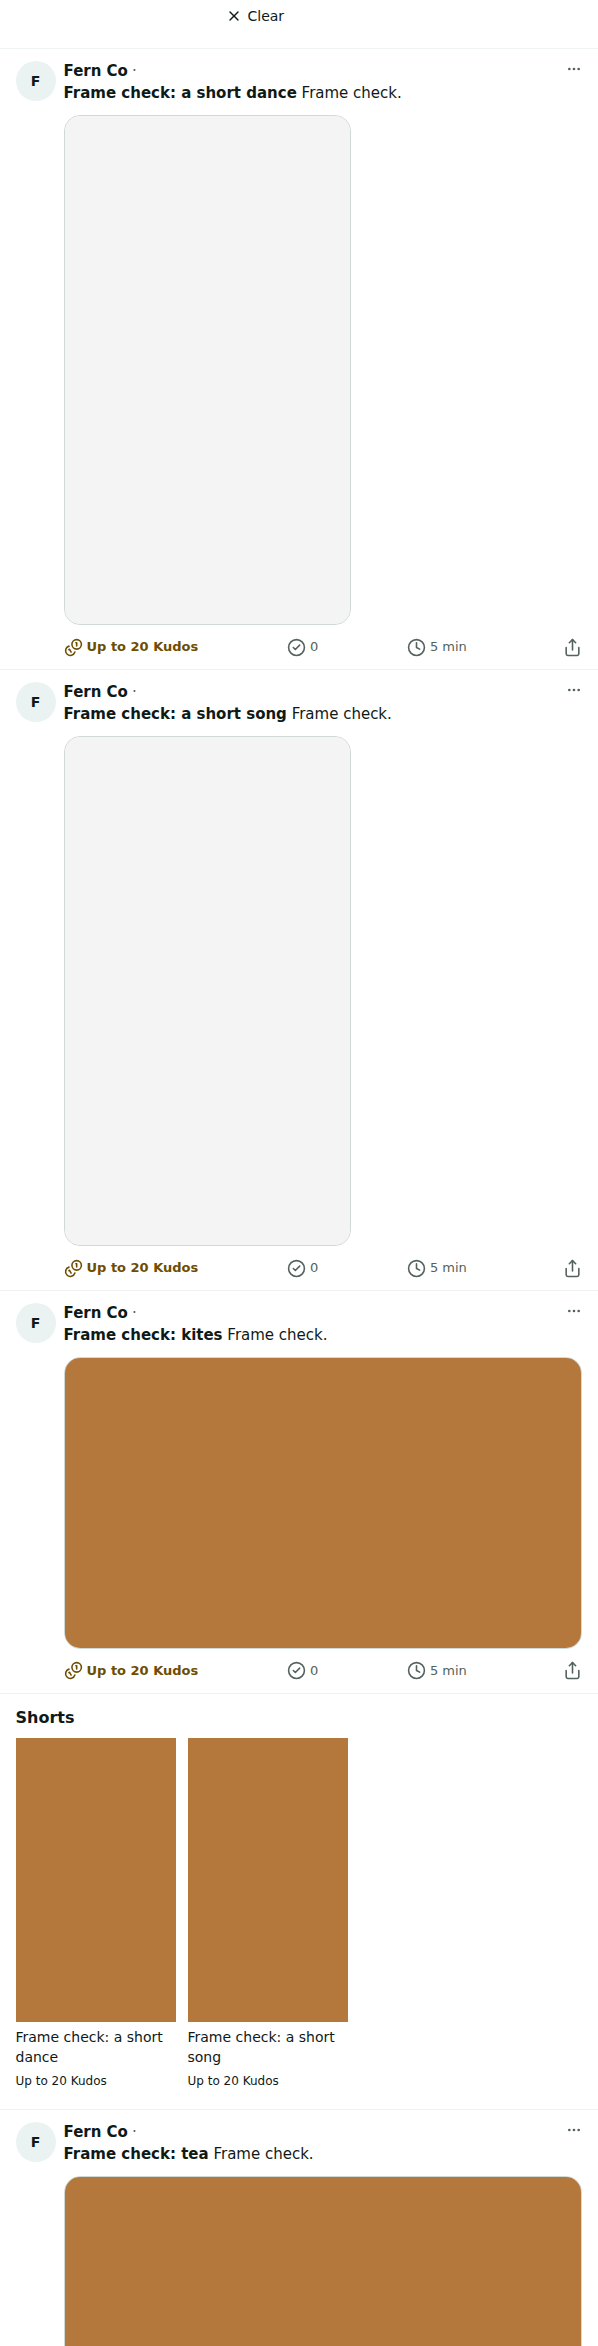 Clear
F
Fern Co ·
Frame check: a short dance Frame check.
Up to 20 Kudos 0 5 min
F
Fern Co ·
Frame check: a short song Frame check.
Up to 20 Kudos 0 5 min
F
Fern Co ·
Frame check: kites Frame check.
Up to 20 Kudos 0 5 min
Shorts
Frame check: a short
dance
Up to 20 Kudos
Frame check: a short
song
Up to 20 Kudos
F
Fern Co ·
Frame check: tea Frame check.